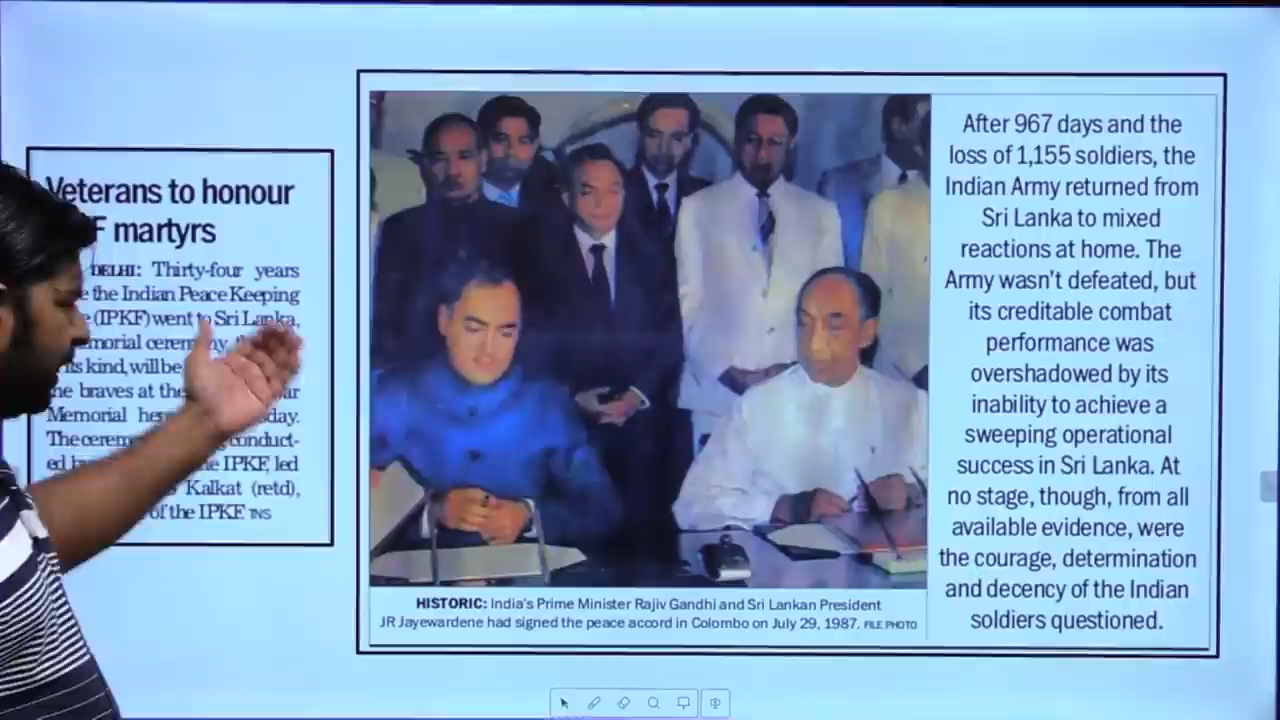 Veterans to honour
martyrs
DELHI: Thirty-four years
the Indian Peace Keeping
(IPKF) went to Sri Lanka,
kind, will be
braves at the
Memorial
The
IPKF, led
Kalkat (retd),
of the IPKF. TNS
After 967 days and the
loss of 1,155 soldiers, the
Indian Army returned from
Sri Lanka to mixed
reactions at home. The
Army wasn't defeated, but
its creditable combat
performance was
overshadowed by its
inability to achieve a
sweeping operational
success in Sri Lanka. At
no stage, though, from all
available evidence, were
the courage, determination
and decency of the Indian
soldiers questioned.
HISTORIC: India's Prime Minister Rajiv Gandhi and Sri Lankan President
JR Jayewardene had signed the peace accord in Colombo on July 29, 1987. FILE PHOTO